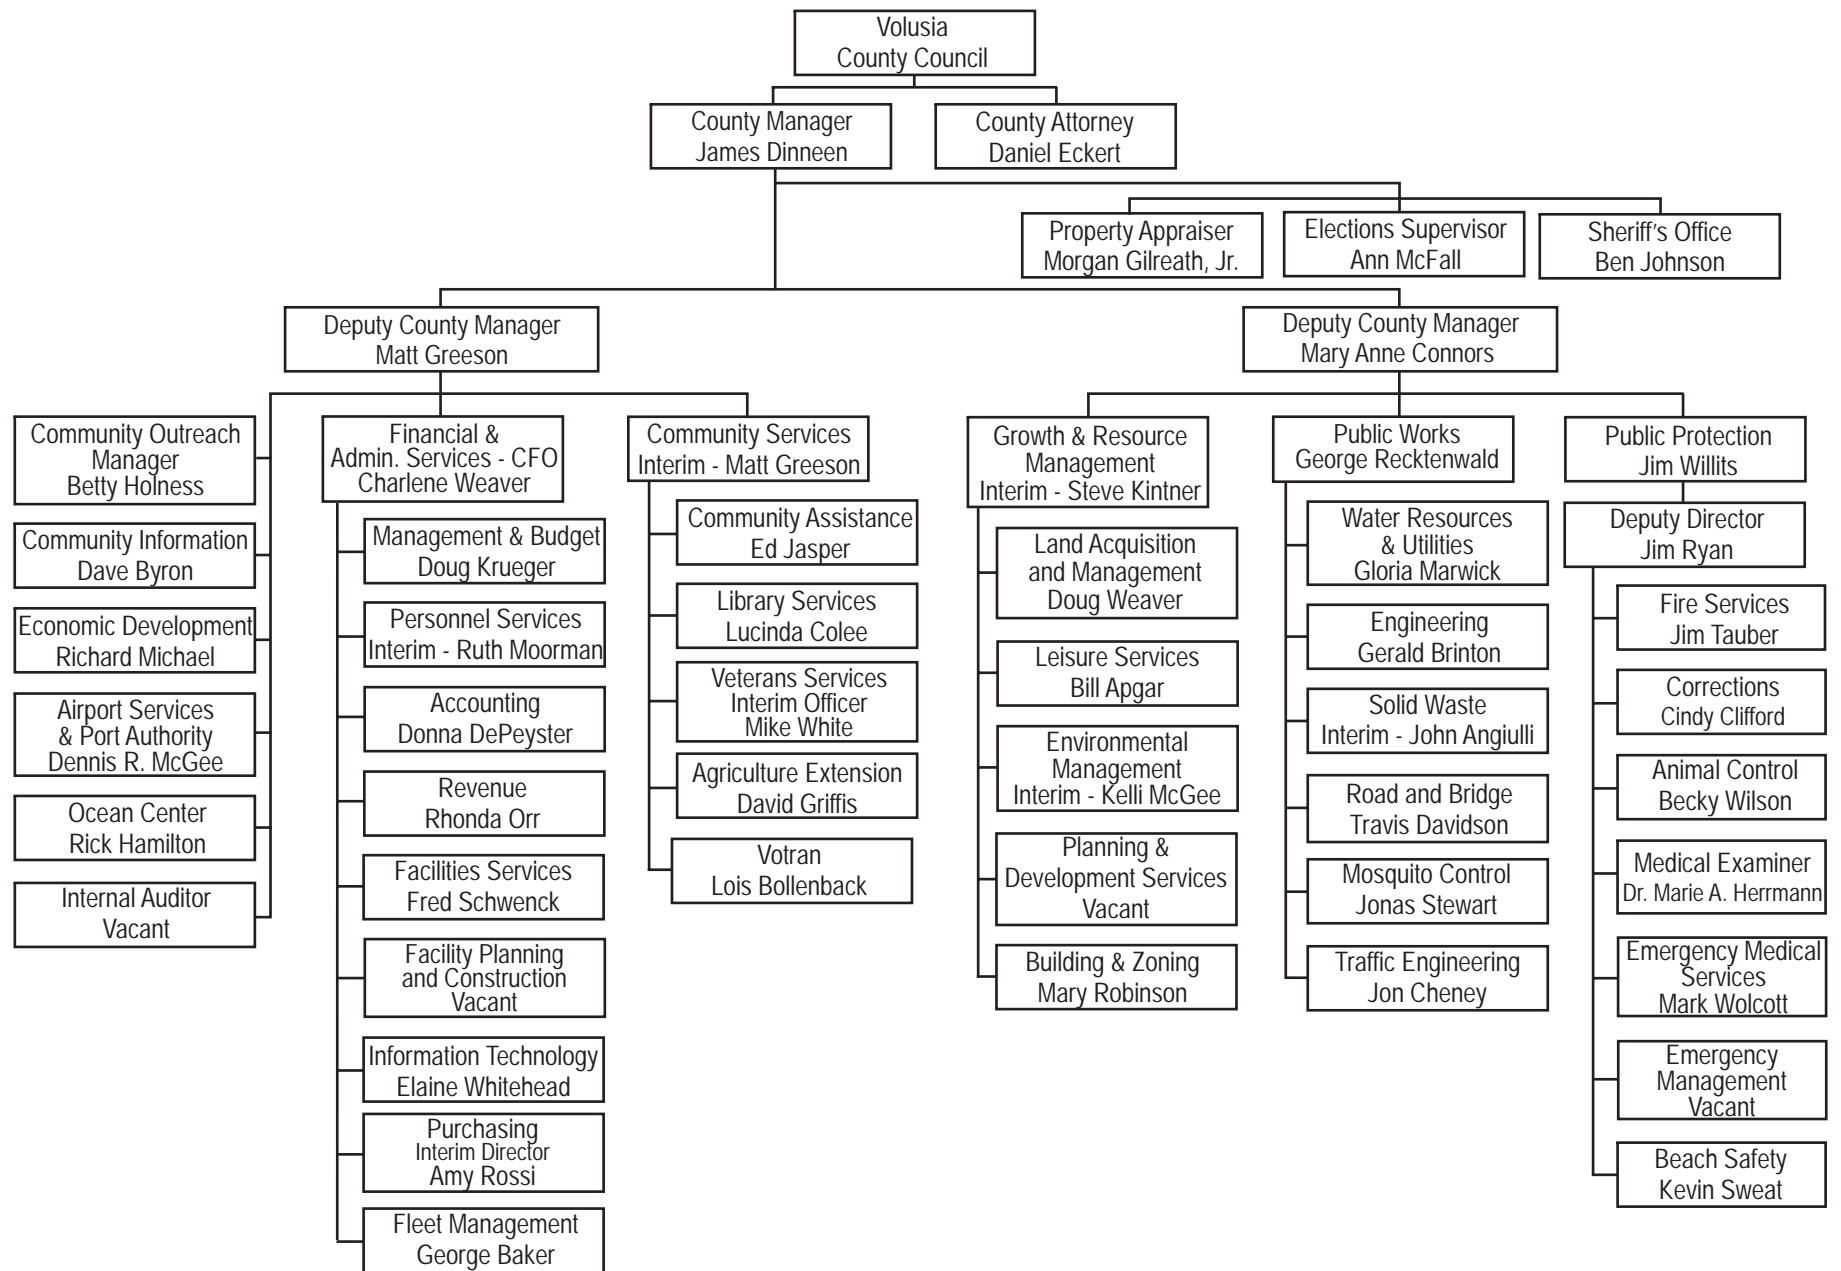 Volusia
County Council
County Manager
James Dinneen
County Attorney
Daniel Eckert
Property Appraiser
Morgan Gilreath, Jr.
Elections Supervisor
Ann McFall
Sheriff's Office
Ben Johnson
Deputy County Manager
Matt Greeson
Deputy County Manager
Mary Anne Connors
Community Outreach
Manager
Betty Holness
Community Information
Dave Byron
Economic Development
Richard Michael
Airport Services
& Port Authority
Dennis R. McGee
Ocean Center
Rick Hamilton
Internal Auditor
Vacant
Financial &
Admin. Services - CFO
Charlene Weaver
Management & Budget
Doug Krueger
Personnel Services
Interim - Ruth Moorman
Accounting
Donna DePeyster
Revenue
Rhonda Orr
Facilities Services
Fred Schwenck
Facility Planning
and Construction
Vacant
Information Technology
Elaine Whitehead
Purchasing
Interim Director
Amy Rossi
Fleet Management
George Baker
Community Services
Interim - Matt Greeson
Community Assistance
Ed Jasper
Library Services
Lucinda Colee
Veterans Services
Interim Officer
Mike White
Agriculture Extension
David Griffis
Votran
Lois Bollenback
Growth & Resource
Management
Interim - Steve Kintner
Land Acquisition
and Management
Doug Weaver
Leisure Services
Bill Apgar
Environmental
Management
Interim - Kelli McGee
Planning &
Development Services
Vacant
Building & Zoning
Mary Robinson
Public Works
George Recktenwald
Water Resources
& Utilities
Gloria Marwick
Engineering
Gerald Brinton
Solid Waste
Interim - John Angiulli
Road and Bridge
Travis Davidson
Mosquito Control
Jonas Stewart
Traffic Engineering
Jon Cheney
Public Protection
Jim Willits
Deputy Director
Jim Ryan
Fire Services
Jim Tauber
Corrections
Cindy Clifford
Animal Control
Becky Wilson
Medical Examiner
Dr. Marie A. Herrmann
Emergency Medical
Services
Mark Wolcott
Emergency
Management
Vacant
Beach Safety
Kevin Sweat